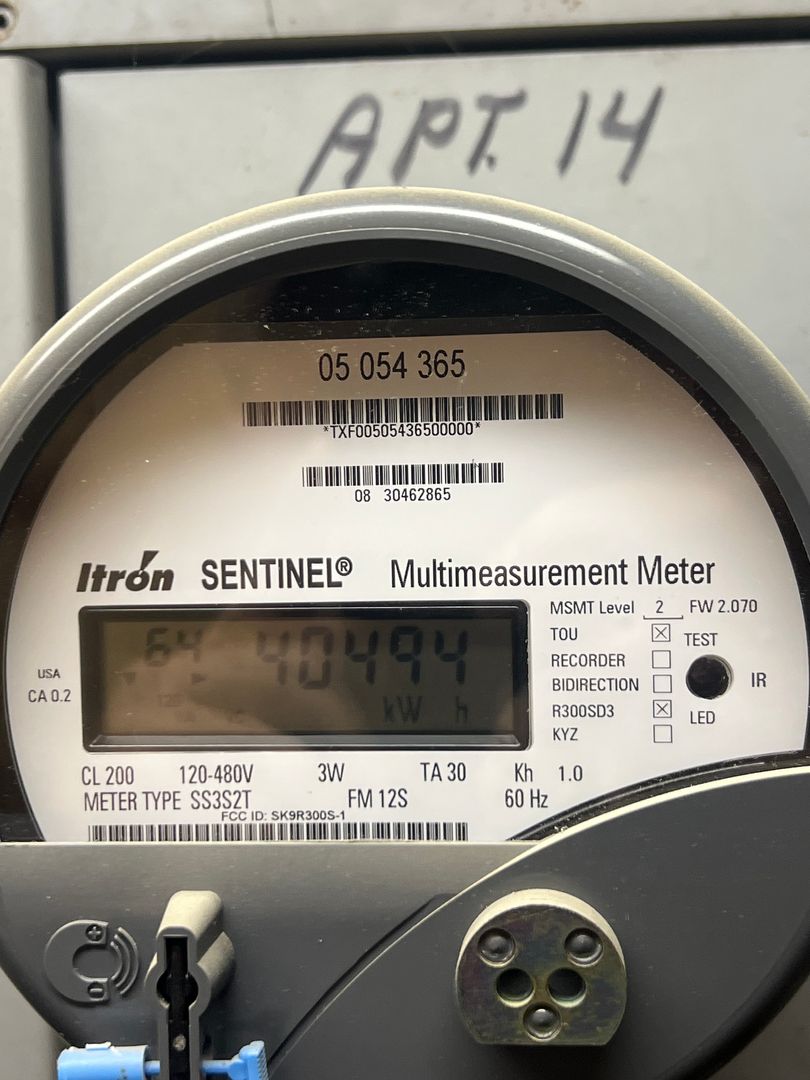 APT. 14
05 054 365
*TXF00505436500000*
08 30462865
Itron SENTINEL® Multimeasurement Meter
MSMT Level 2 FW 2.070
TOU ☒ TEST
RECORDER ☐
BIDIRECTION ☐ IR
R300SD3 ☒ LED
KYZ ☐
USA
CA 0.2
64 40494
kW h
CL 200 120-480V 3W TA 30 Kh 1.0
METER TYPE SS3S2T FM 12S 60 Hz
FCC ID: SK9R300S-1